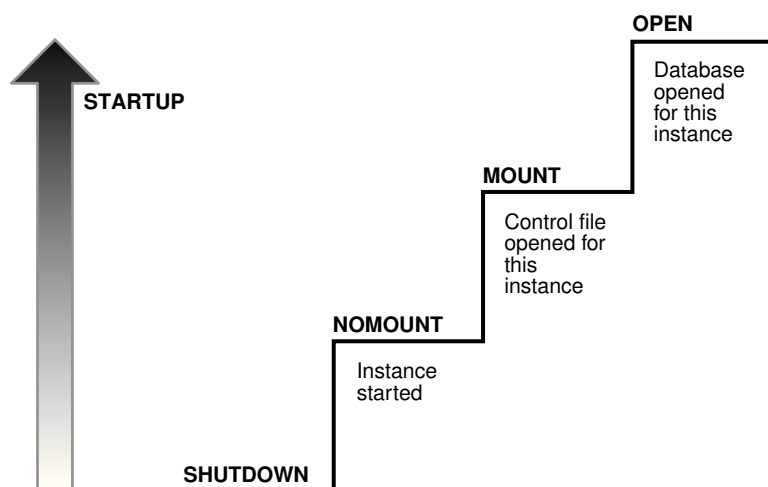 OPEN
Database
opened
for this
instance
STARTUP
MOUNT
Control file
opened for
this
instance
NOMOUNT
Instance
started
SHUTDOWN